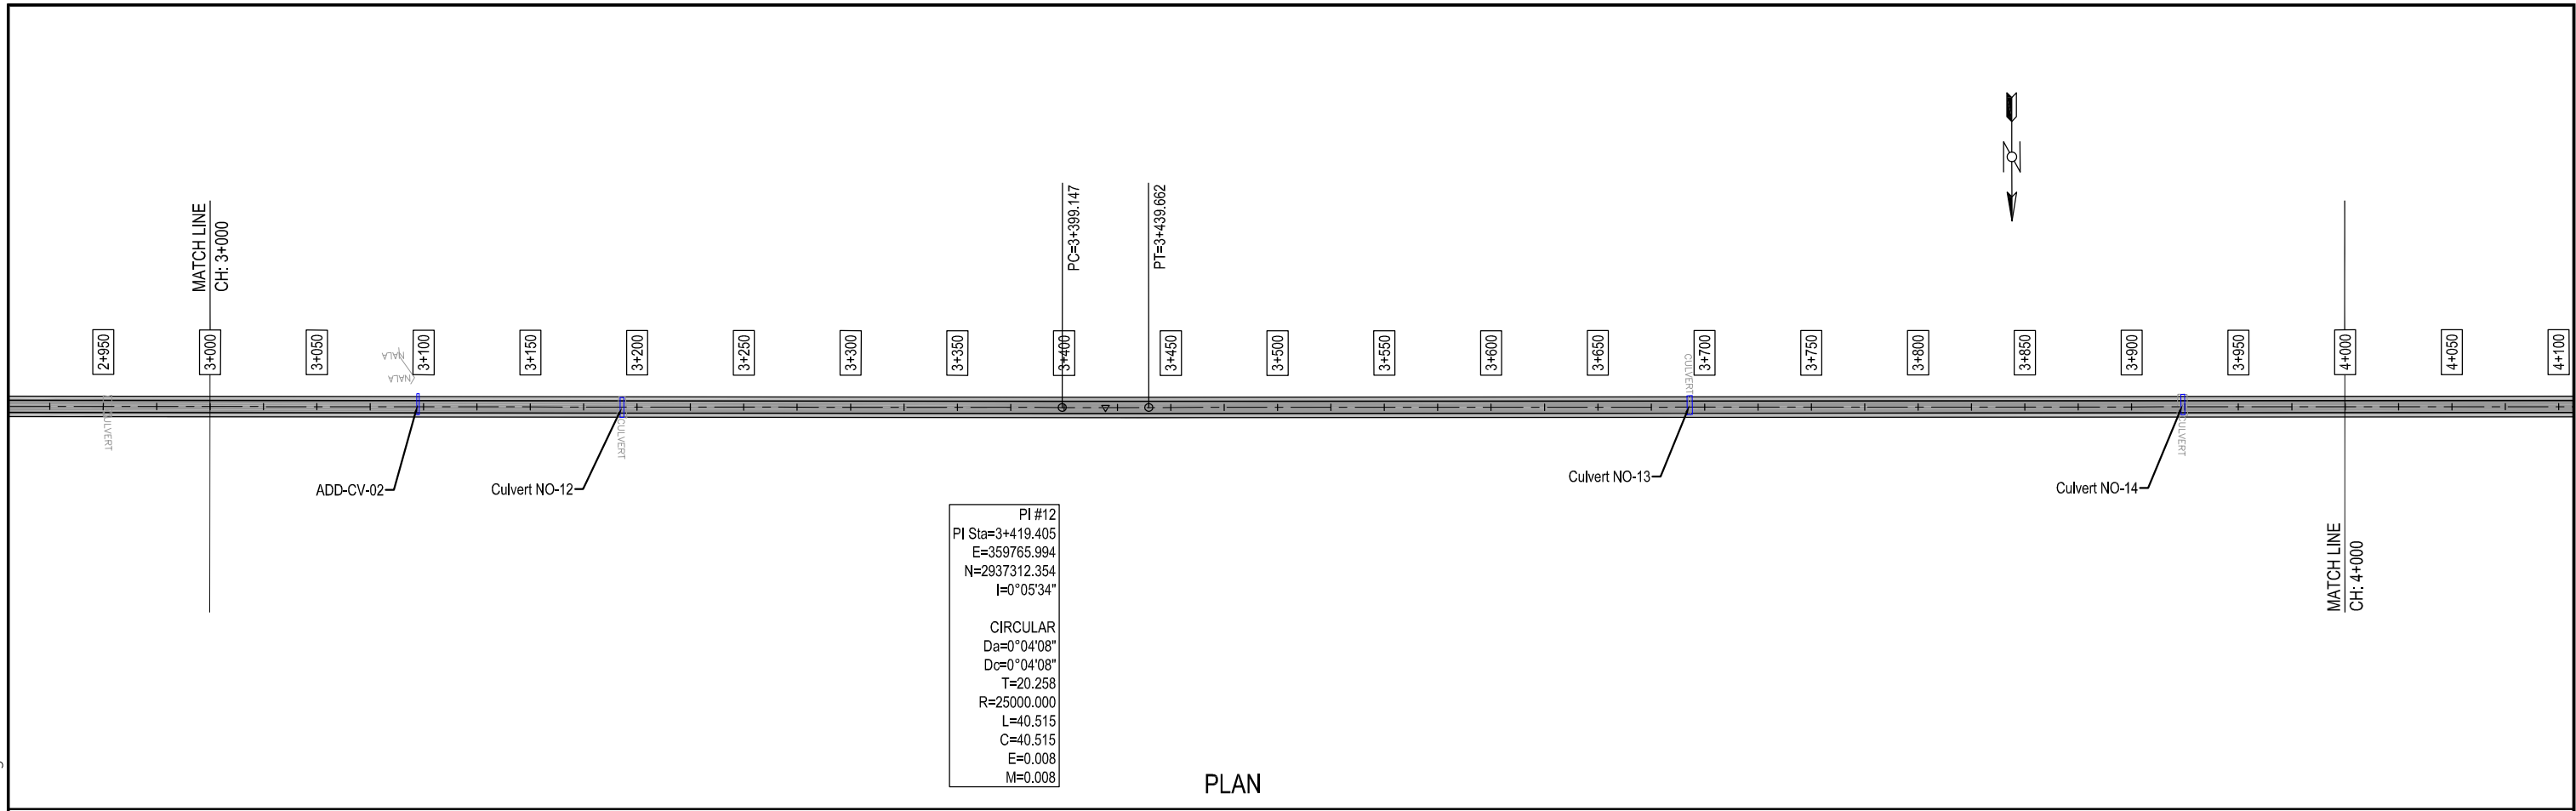 MATCH LINE
CH: 3+000
PC=3+399.147
PT=3+439.662
2+950
3+000
3+050
3+100
3+150
3+200
3+250
3+300
3+350
3+400
3+450
3+500
3+550
3+600
3+650
3+700
3+750
3+800
3+850
3+900
3+950
4+000
4+050
4+100
NALA
NALA
CULVERT
CULVERT
CULVERT
CULVERT
ADD-CV-02
Culvert NO-12
Culvert NO-13
Culvert NO-14
MATCH LINE
CH: 4+000
PI #12
PI Sta=3+419.405
E=359765.994
N=2937312.354
I=0°05'34"
CIRCULAR
Da=0°04'08"
Dc=0°04'08"
T=20.258
R=25000.000
L=40.515
C=40.515
E=0.008
M=0.008
PLAN